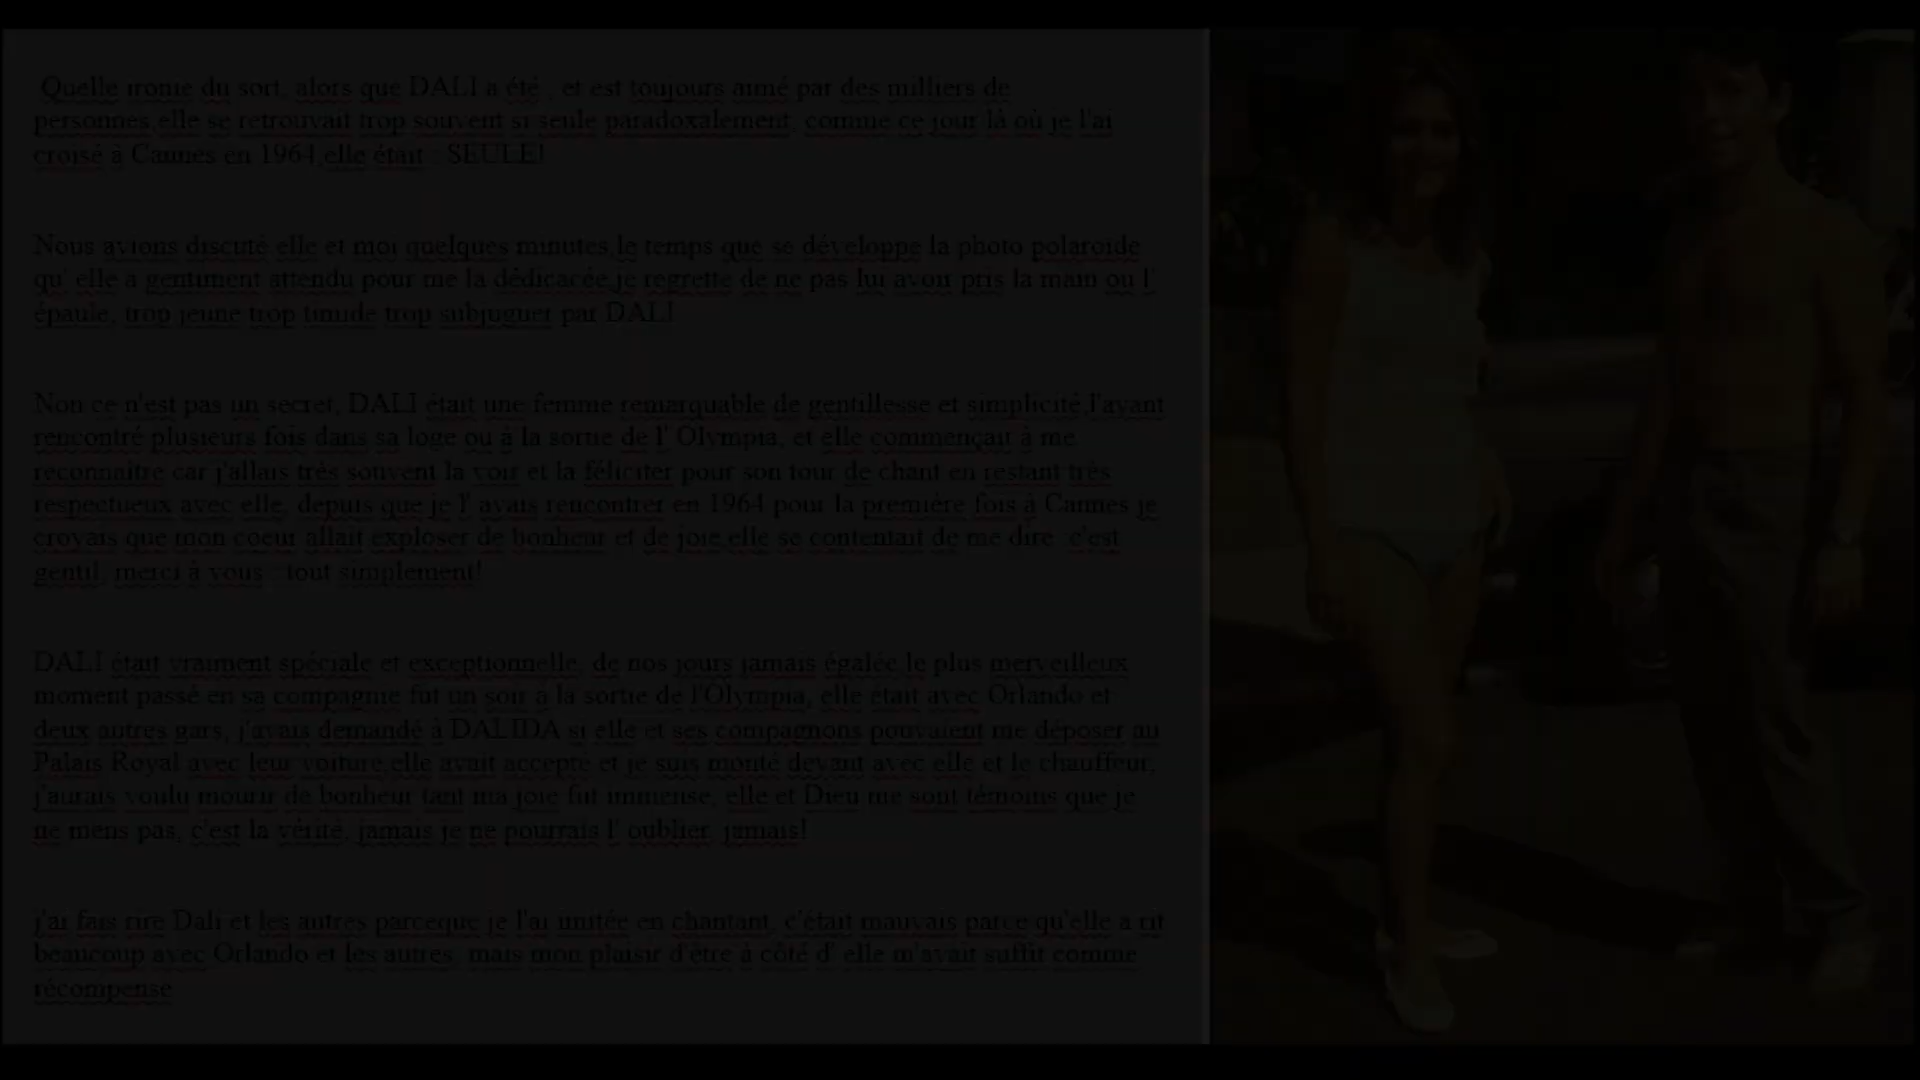 Quelle ironie du sort, alors que DALI a été , et est toujours aimé par des milliers de
personnes,elle se retrouvait trop souvent si seule paradoxalement, comme ce jour là où je l'ai
croisé à Cannes en 1964,elle était : SEULE!
Nous avions discuté elle et moi quelques minutes,le temps que se développe la photo polaroïde
qu' elle a gentiment attendu pour me la dédicacée,je regrette de ne pas lui avoir pris la main ou l'
épaule, trop jeune trop timide trop subjuguer par DALI
Non ce n'est pas un secret, DALI était une femme remarquable de gentillesse et simplicité,l'ayant
rencontré plusieurs fois dans sa loge ou à la sortie de l' Olympia, et elle commençait à me
reconnaitre car j'allais très souvent la voir et la féliciter pour son tour de chant en restant très
respectueux avec elle, depuis que je l' avais rencontrer en 1964 pour la première fois à Cannes je
croyais que mon coeur allait exploser de bonheur et de joie,elle se contentait de me dire, c'est
gentil, merci à vous : tout simplement!
DALI était vraiment spéciale et exceptionnelle, de nos jours jamais égalée,le plus merveilleux
moment passé en sa compagnie fut un soir à la sortie de l'Olympia, elle était avec Orlando et
deux autres gars, j'avais demandé à DALIDA si elle et ses compagnons pouvaient me déposer au
Palais Royal avec leur voiture,elle avait accepté et je suis monté devant avec elle et le chauffeur,
j'aurais voulu mourir de bonheur tant ma joie fut immense, elle et Dieu me sont témoins que je
ne mens pas, c'est la vérité, jamais je ne pourrais l' oublier, jamais!
j'ai fais rire Dali et les autres parceque je l'ai imitée en chantant, c'était mauvais parce qu'elle a rit
beaucoup avec Orlando et les autres, mais mon plaisir d'être à côté d' elle m'avait suffit comme
récompense